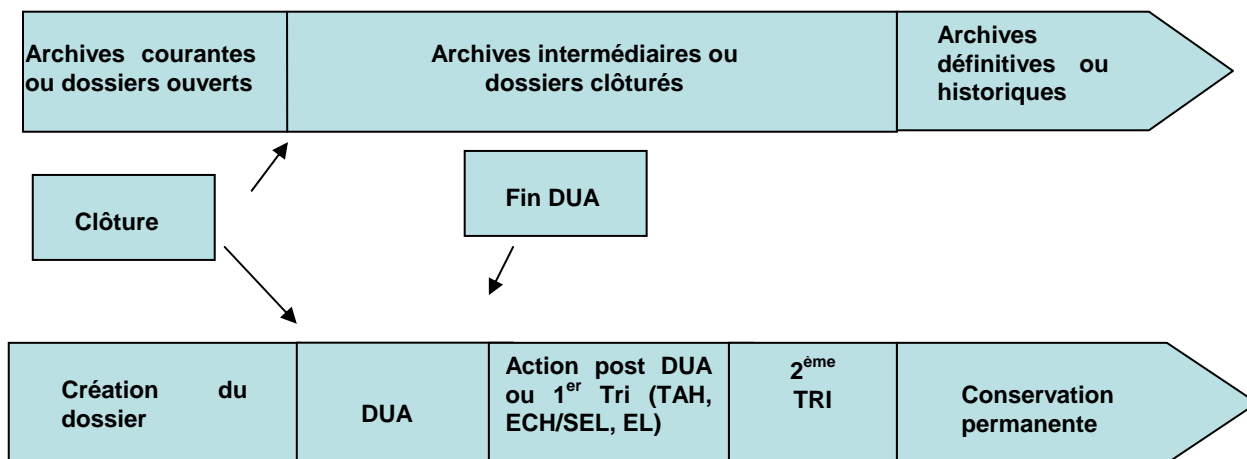 Archives courantes
ou dossiers ouverts
Archives intermédiaires ou
dossiers clôturés
Archives
définitives ou
historiques
Clôture
Fin DUA
Création du
dossier
DUA
Action post DUA
ou 1er Tri (TAH,
ECH/SEL, EL)
2ème
TRI
Conservation
permanente